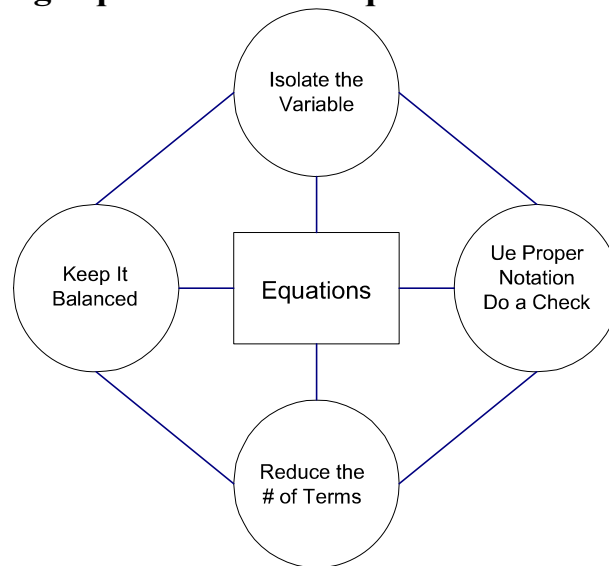 Isolate the
Variable
Keep It
Balanced
Equations
Ue Proper
Notation
Do a Check
Reduce the
# of Terms